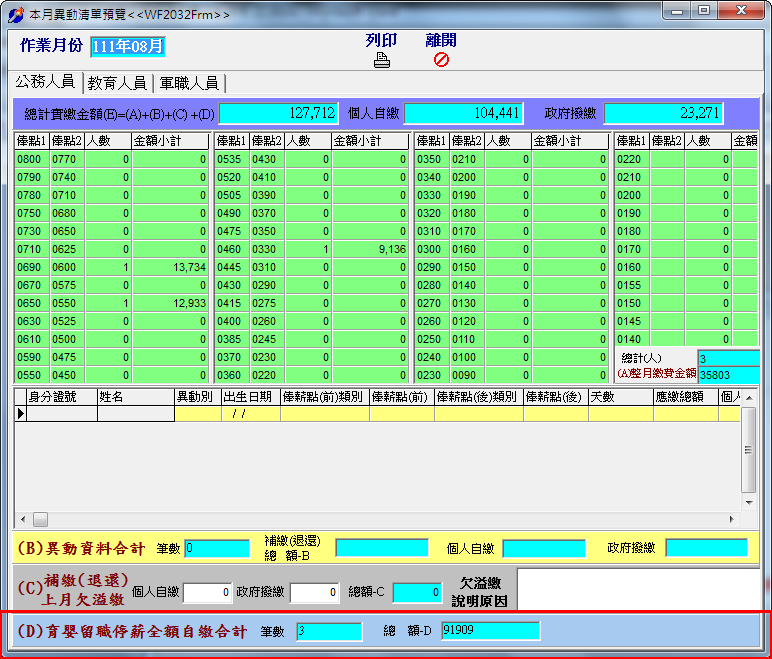 本月異動清單預覽<<WF2032Frm>>
作業月份 111年08月 列印 離開
公務人員 教育人員 軍職人員
總計實繳金額(E)=(A)+(B)+(C) +(D) 127,712 個人自繳 104,441 政府撥繳 23,271
俸點1 俸點2 人數 金額小計 俸點1 俸點2 人數 金額小計 俸點1 俸點2 人數 金額小計 俸點1 俸點2 人數 金額
0800 0770 0 0 0535 0430 0 0 0350 0210 0 0 0220 0 0
0790 0740 0 0 0520 0410 0 0 0340 0200 0 0 0210 0 0
0780 0710 0 0 0505 0390 0 0 0330 0190 0 0 0200 0 0
0750 0680 0 0 0490 0370 0 0 0320 0180 0 0 0190 0 0
0730 0650 0 0 0475 0350 0 0 0310 0170 0 0 0180 0 0
0710 0625 0 0 0460 0330 1 9,136 0300 0160 0 0 0170 0 0
0690 0600 1 13,734 0445 0310 0 0 0290 0150 0 0 0160 0 0
0670 0575 0 0 0430 0290 0 0 0280 0140 0 0 0155 0 0
0650 0550 1 12,933 0415 0275 0 0 0270 0130 0 0 0150 0 0
0630 0525 0 0 0400 0260 0 0 0260 0120 0 0 0145 0 0
0610 0500 0 0 0385 0245 0 0 0250 0110 0 0 0140 0 0
0590 0475 0 0 0370 0230 0 0 0240 0100 0 0 總計(人) 3
0550 0450 0 0 0360 0220 0 0 0230 0090 0 0 (A)整月繳費金額 35803
身分證號 姓名 異動別 出生日期 俸薪點(前)類別 俸薪點(前) 俸薪點(後)類別 俸薪點(後) 天數 應繳總額 個人
/ /
(B)異動資料合計 筆數 0 補繳(退還) 總 額-B 個人自繳 政府撥繳
(C)補繳(退還) 上月欠溢繳 個人自繳 0 政府撥繳 0 總額-C 0 欠溢繳 說明原因
(D)育嬰留職停薪全額自繳合計 筆數 3 總 額-D 91909